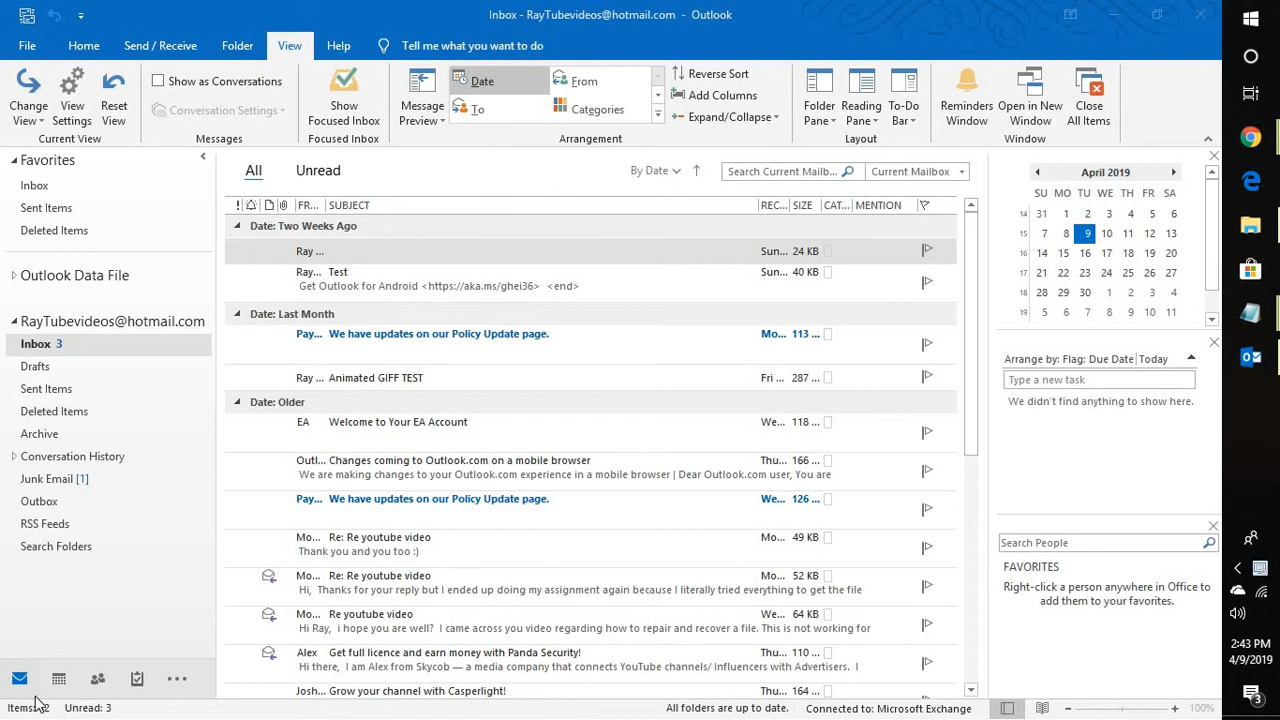 Inbox - RayTubevideos@hotmail.com - Outlook
File Home Send / Receive Folder View Help Tell me what you want to do
Change View
View Settings
Reset View
Current View
Show as Conversations
Conversation Settings
Messages
Show Focused Inbox
Focused Inbox
Message Preview
Date From
To Categories
Reverse Sort
Add Columns
Expand/Collapse
Arrangement
Folder Pane
Reading Pane
To-Do Bar
Layout
Reminders Window
Open in New Window
Close All Items
Window
Favorites
Inbox
Sent Items
Deleted Items
Outlook Data File
RayTubevideos@hotmail.com
Inbox 3
Drafts
Sent Items
Deleted Items
Archive
Conversation History
Junk Email [1]
Outbox
RSS Feeds
Search Folders
All Unread By Date Search Current Mailb... Current Mailbox
! FR... SUBJECT REC... SIZE CAT... MENTION
Date: Two Weeks Ago
Ray ... Sun... 24 KB
Ray... Test Sun... 40 KB
Get Outlook for Android <https://aka.ms/ghei36> <end>
Date: Last Month
Pay... We have updates on our Policy Update page. Mo... 113 ...
Ray ... Animated GIFF TEST Fri ... 287 ...
Date: Older
EA Welcome to Your EA Account We... 118 ...
Outl... Changes coming to Outlook.com on a mobile browser Thu... 166 ...
We are making changes to your Outlook.com experience in a mobile browser | Dear Outlook.com user, You are
Pay... We have updates on our Policy Update page. We... 126 ...
Mo... Re: Re youtube video Mo... 49 KB
Thank you and you too :)
Mo... Re: Re youtube video Mo... 52 KB
Hi, Thanks for your reply but I ended up doing my assignment again because I literally tried everything to get the file
Mo... Re youtube video We... 64 KB
Hi Ray, i hope you are well? I came across you video regarding how to repair and recover a file. This is not working for
Alex Get full licence and earn money with Panda Security! Mo... 110 ...
Hi there, I am Alex from Skycob — a media company that connects YouTube channels/ Influencers with Advertisers. I
Josh... Grow your channel with Casperlight! Thu... 164 ...
April 2019
SU MO TU WE TH FR SA
14 31 1 2 3 4 5 6
15 7 8 9 10 11 12 13
16 14 15 16 17 18 19 20
17 21 22 23 24 25 26 27
18 28 29 30 1 2 3 4
19 5 6 7 8 9 10 11
Arrange by: Flag: Due Date Today
Type a new task
We didn't find anything to show here.
Search People
FAVORITES
Right-click a person anywhere in Office to
add them to your favorites.
2:43 PM
4/9/2019
3
Unread: 3 All folders are up to date. Connected to: Microsoft Exchange 100%